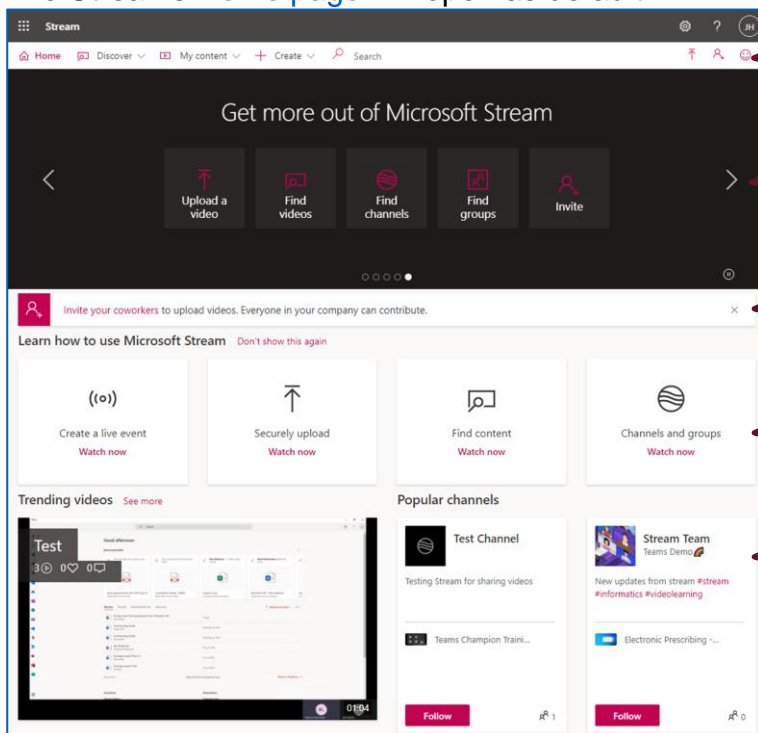 Stream
JH
Home Discover My content Create Search
Get more out of Microsoft Stream
Upload a video
Find videos
Find channels
Find groups
Invite
Invite your coworkers to upload videos. Everyone in your company can contribute.
Learn how to use Microsoft Stream Don't show this again
Create a live event
Watch now
Securely upload
Watch now
Find content
Watch now
Channels and groups
Watch now
Trending videos See more
Popular channels
Test
3 0 0
Good afternoon
01:04
Test Channel
Testing Stream for sharing videos
Teams Champion Traini...
Follow 1
Stream Team
Teams Demo🌈
New updates from stream #stream
#informatics #videolearning
Electronic Prescribing -...
Follow 0